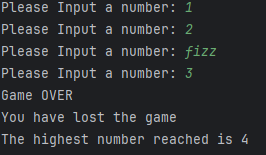 Please Input a number: 1
Please Input a number: 2
Please Input a number: fizz
Please Input a number: 3
Game OVER
You have lost the game
The highest number reached is 4